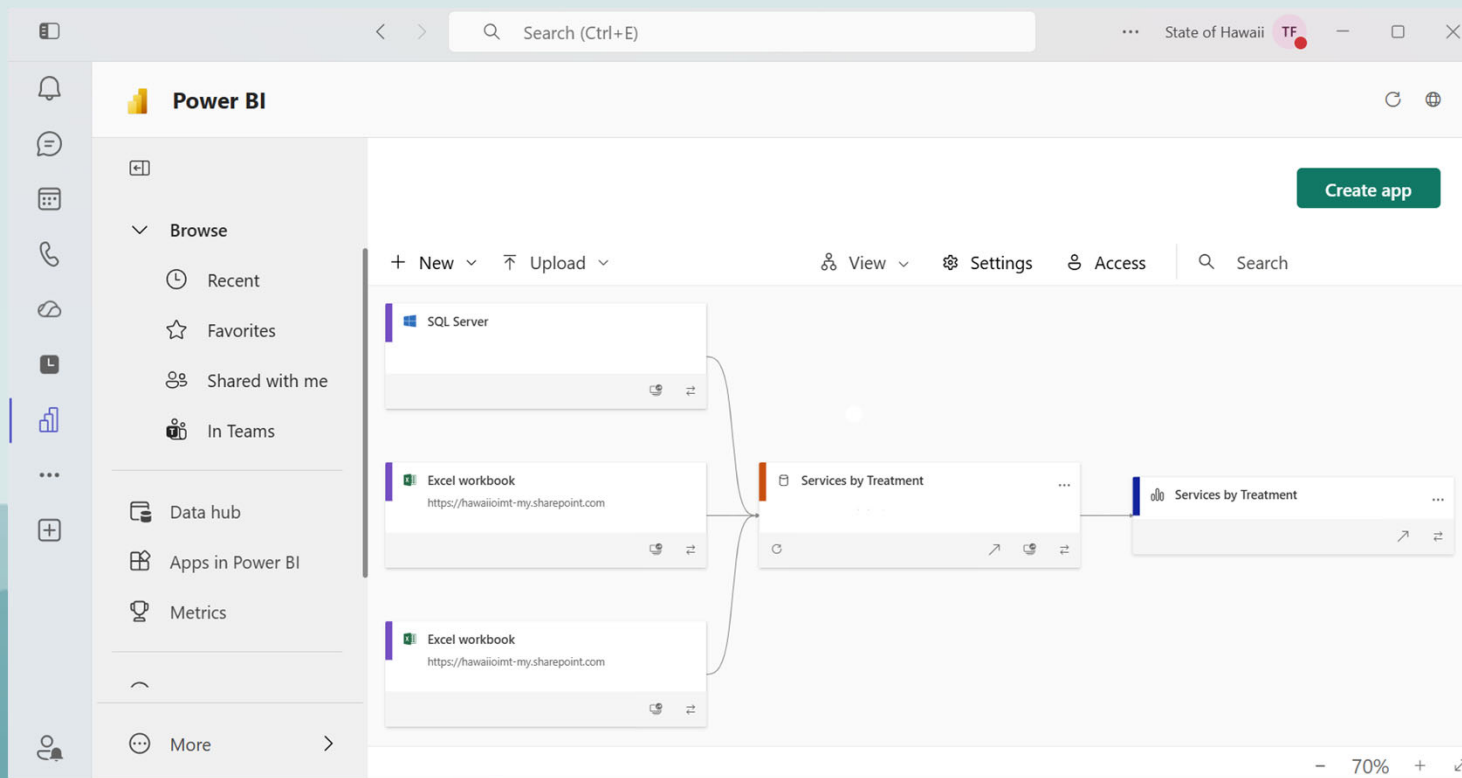 Search (Ctrl+E)
State of Hawaii
TF
Power BI
Create app
Browse
Recent
Favorites
Shared with me
In Teams
Data hub
Apps in Power BI
Metrics
More
New
Upload
View
Settings
Access
Search
SQL Server
Excel workbook
https://hawaiioimt-my.sharepoint.com
Excel workbook
https://hawaiioimt-my.sharepoint.com
Services by Treatment
Services by Treatment
70%